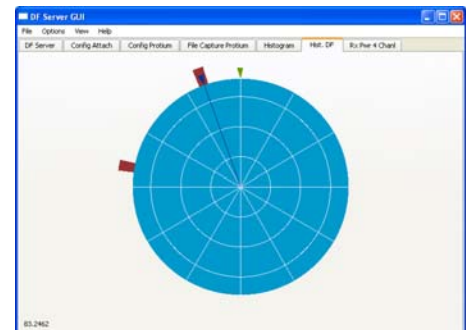 DF Server GUI
File Options View Help
DF Server Config Attach Config Protium File Capture Protium Histogram Hist. DF Rx Pwr 4 Chanl
83.2462